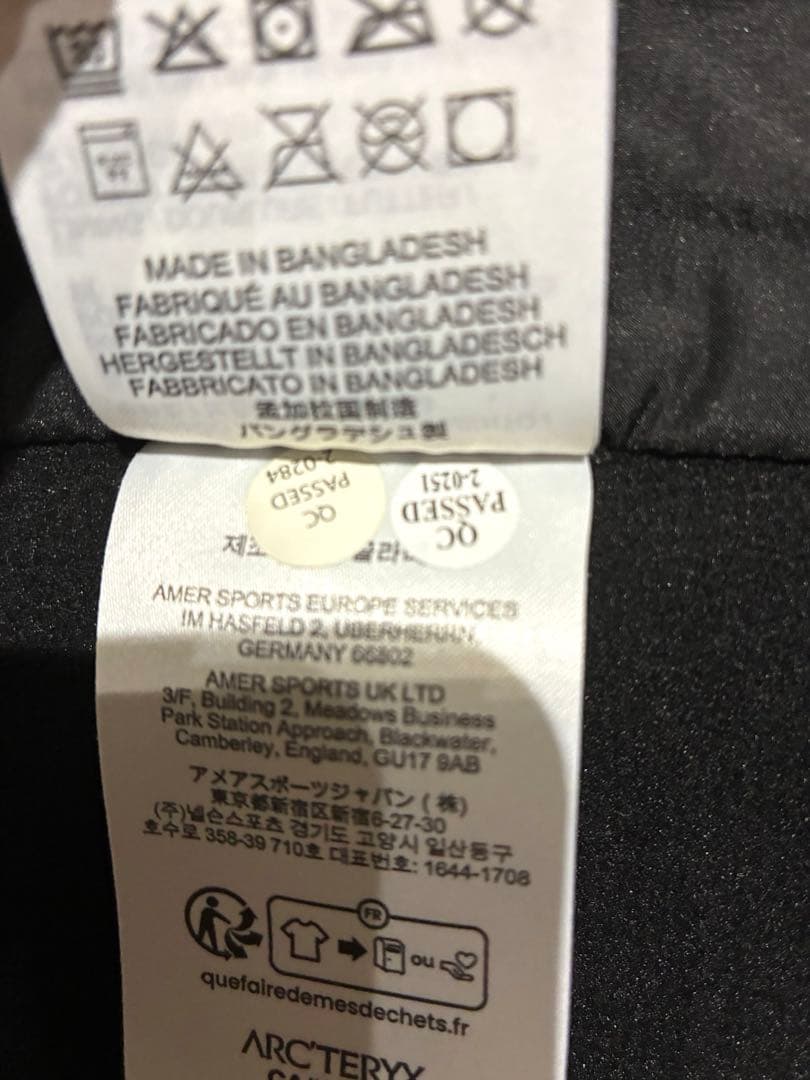 MADE IN BANGLADESH
FABRIQUÉ AU BANGLADESH
FABRICADO EN BANGLADESH
HERGESTELLT IN BANGLADESCH
FABBRICATO IN BANGLADESH
孟加拉国制造
バングラデシュ製
2-0284
PASSED
QC
2-0251
PASSED
QC
제조
AMER SPORTS EUROPE SERVICES
IM HASFELD 2, UBERHERRN,
GERMANY 66802
AMER SPORTS UK LTD
3/F, Building 2, Meadows Business
Park Station Approach, Blackwater,
Camberley, England, GU17 9AB
アメアスポーツジャパン (株)
東京都新宿区新宿6-27-30
(주)넬슨스포츠 경기도 고양시 일산동구
호수로 358-39 710호 대표번호: 1644-1708
FR
ou
quefairedemesdechets.fr
ARC'TERYX